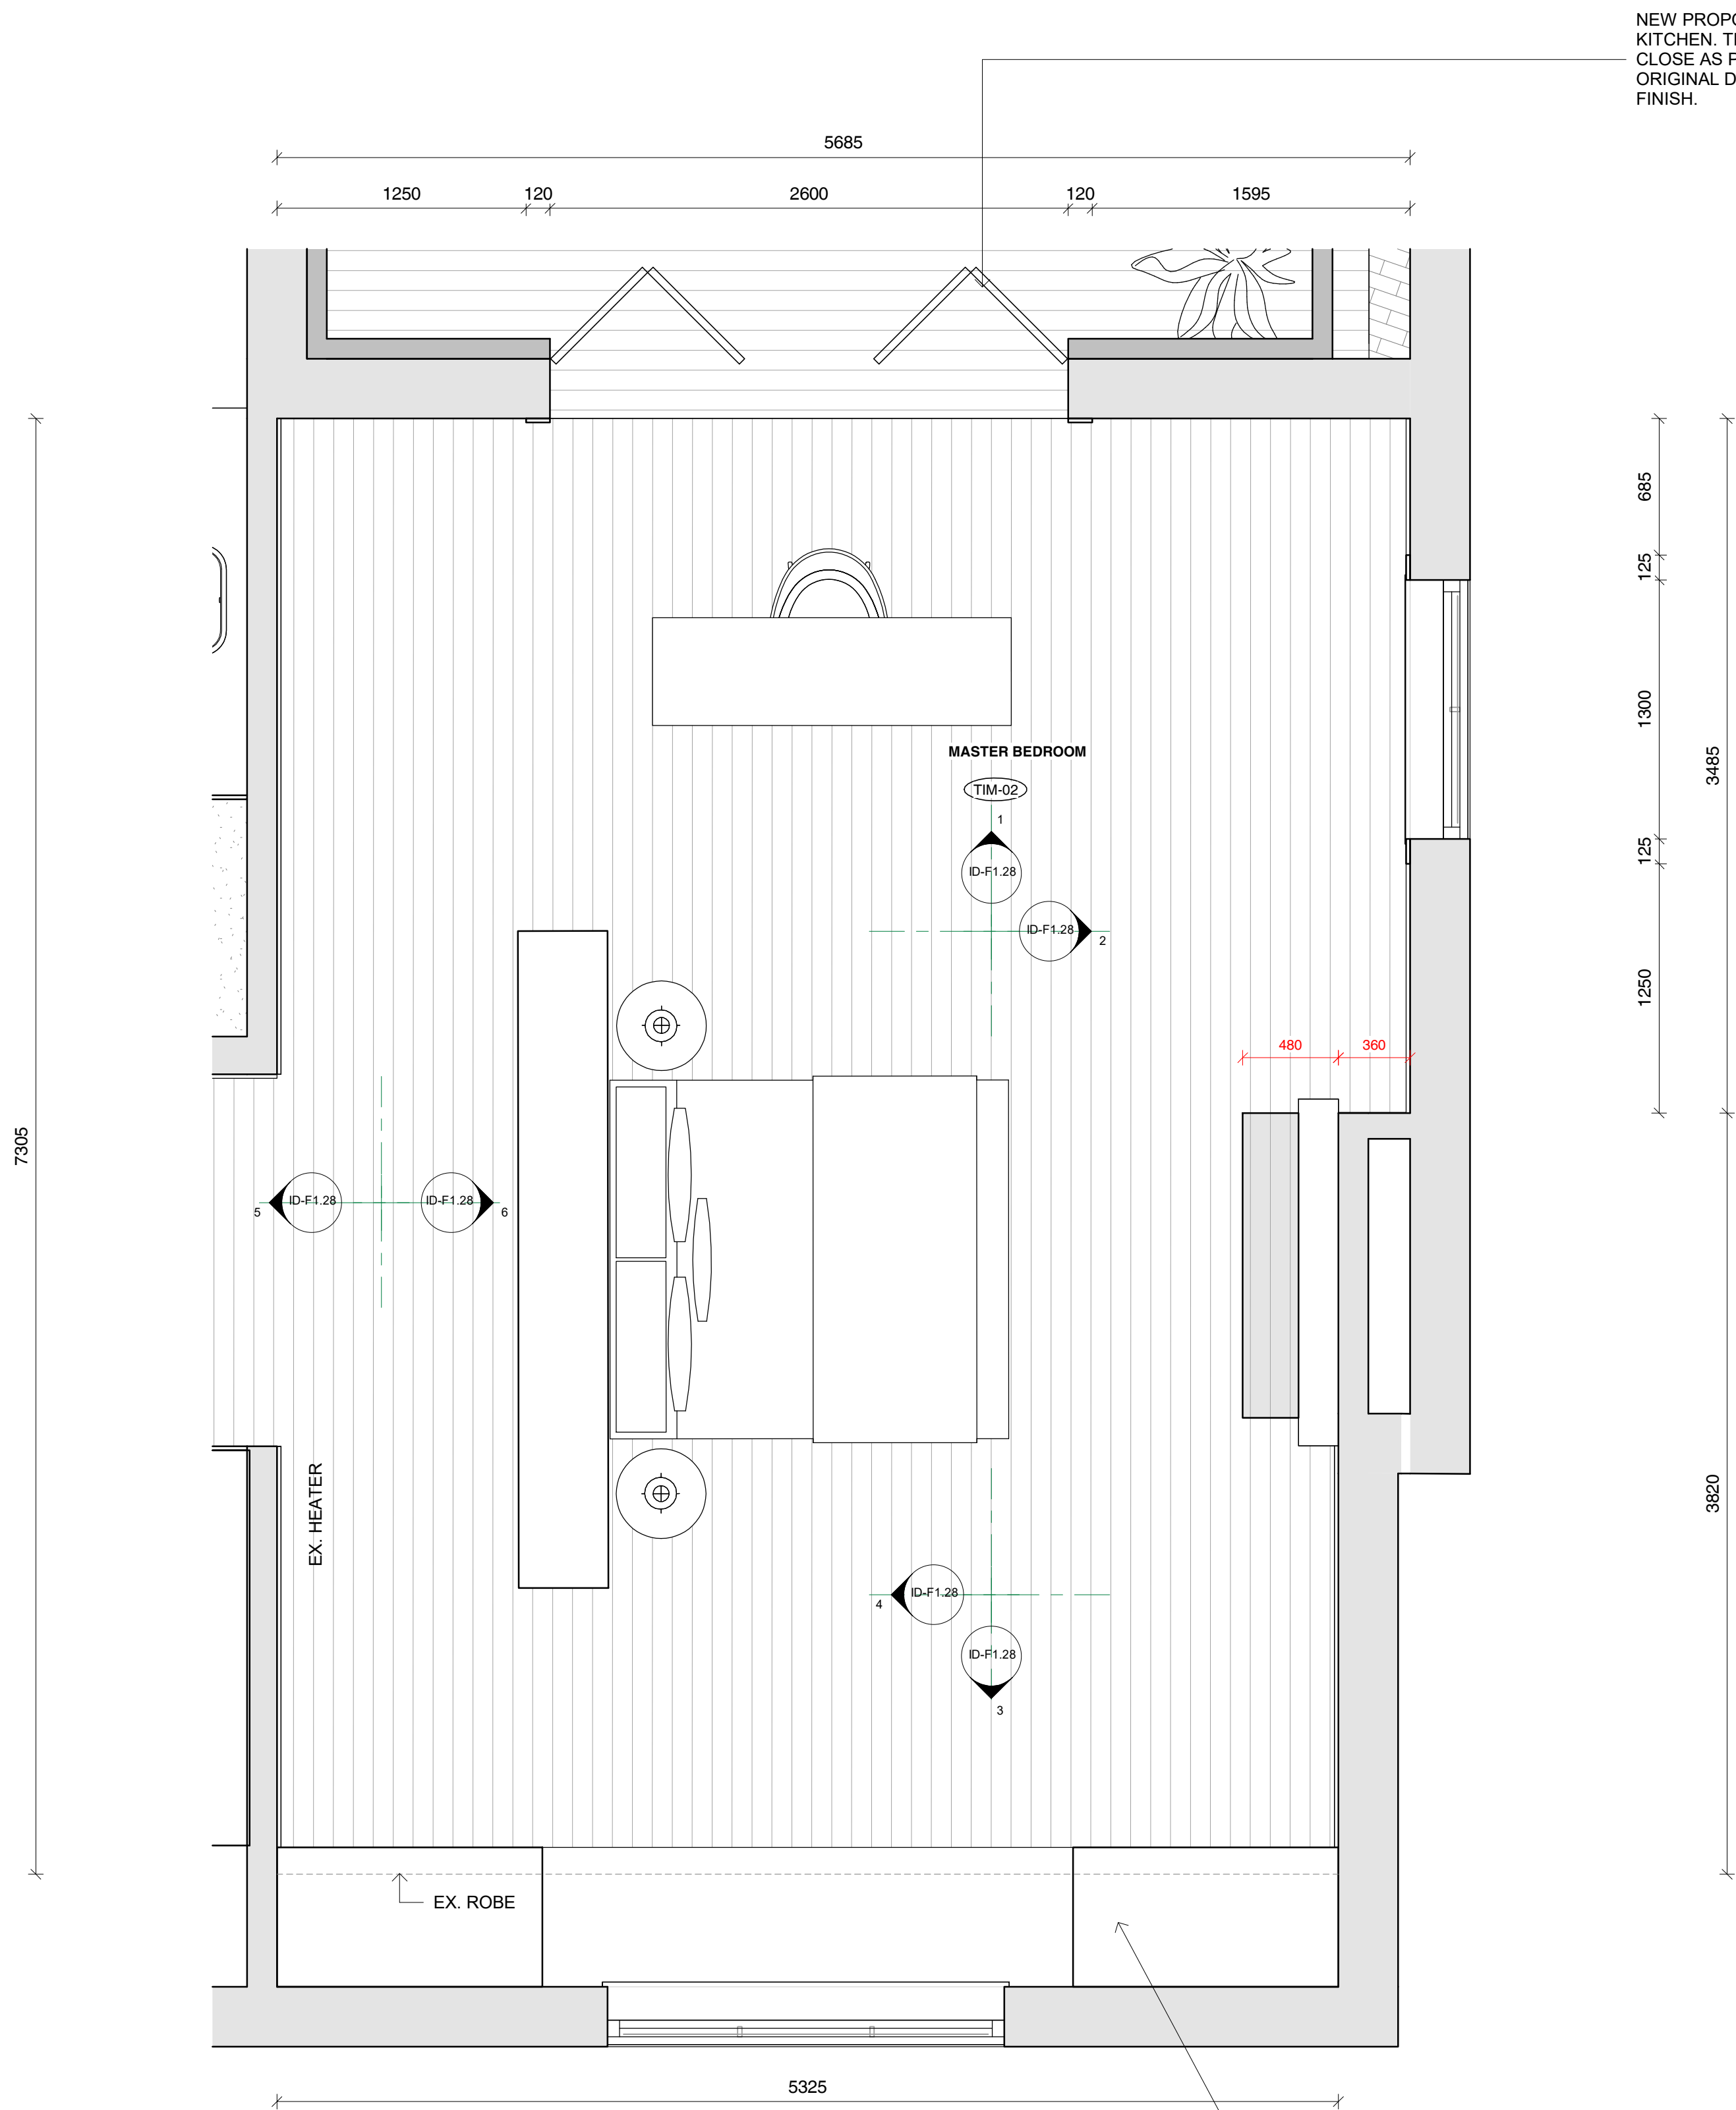 NEW PROPO
KITCHEN. T
CLOSE AS P
ORIGINAL D
FINISH.
5685
1250
120
2600
120
1595
685
125
1300
3485
125
1250
MASTER BEDROOM
TIM-02
1
ID-F1.28
ID-F1.28
2
480
360
7305
5
ID-F1.28
ID-F1.28
6
EX. HEATER
3820
4
ID-F1.28
ID-F1.28
3
EX. ROBE
5325